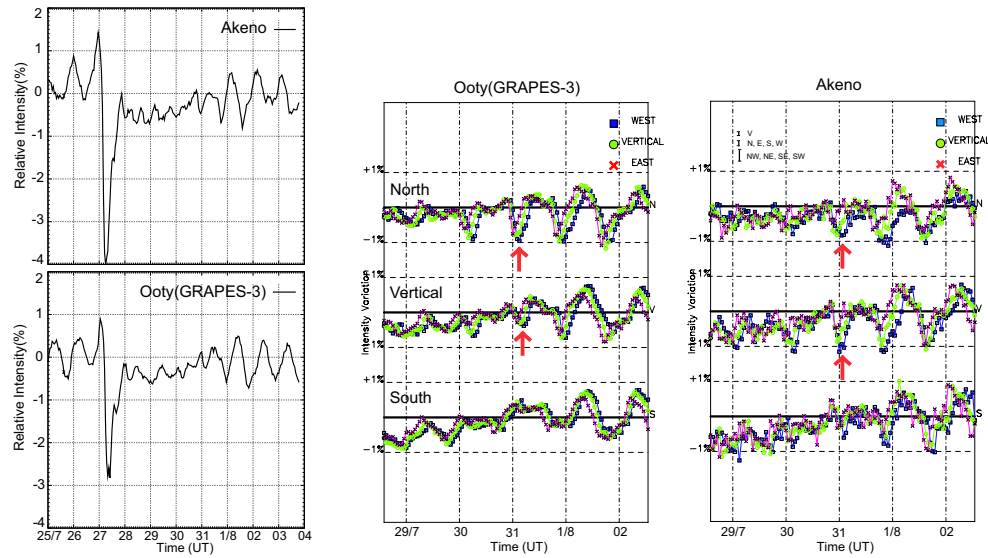 Akeno
Relative Intensity(%)
2
1
0
-1
-2
-3
-4
Ooty(GRAPES-3)
Relative Intensity(%)
2
1
0
-1
-2
-3
-4
25/7 26 27 28 29 30 31 1/8 02 03 04
Time (UT)
Ooty(GRAPES-3)
WEST
VERTICAL
EAST
+1%
North
N
-1%
+1%
Vertical
V
Intensity Variation
-1%
+1%
South
S
-1%
29/7 30 31 1/8 02
Time (UT)
Akeno
V
N, E, S, W
NW, NE, SE, SW
WEST
VERTICAL
EAST
+1%
N
-1%
+1%
V
Intensity Variation
-1%
+1%
S
-1%
29/7 30 31 1/8 02
Time (UT)